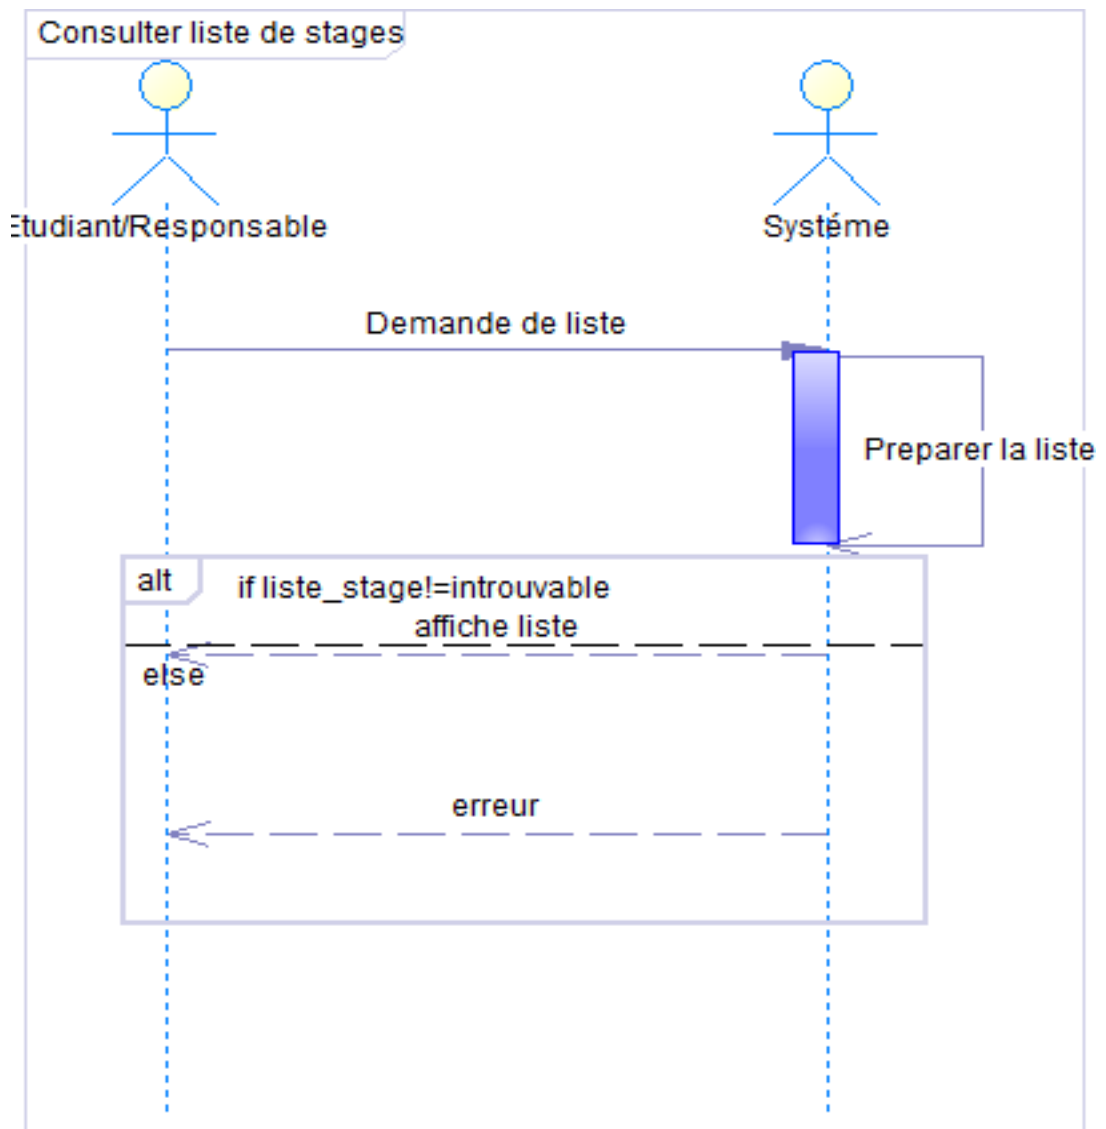 Consulter liste de stages
Etudiant/Responsable
Systéme
Demande de liste
Preparer la liste
alt
if liste_stage!=introuvable
affiche liste
else
erreur